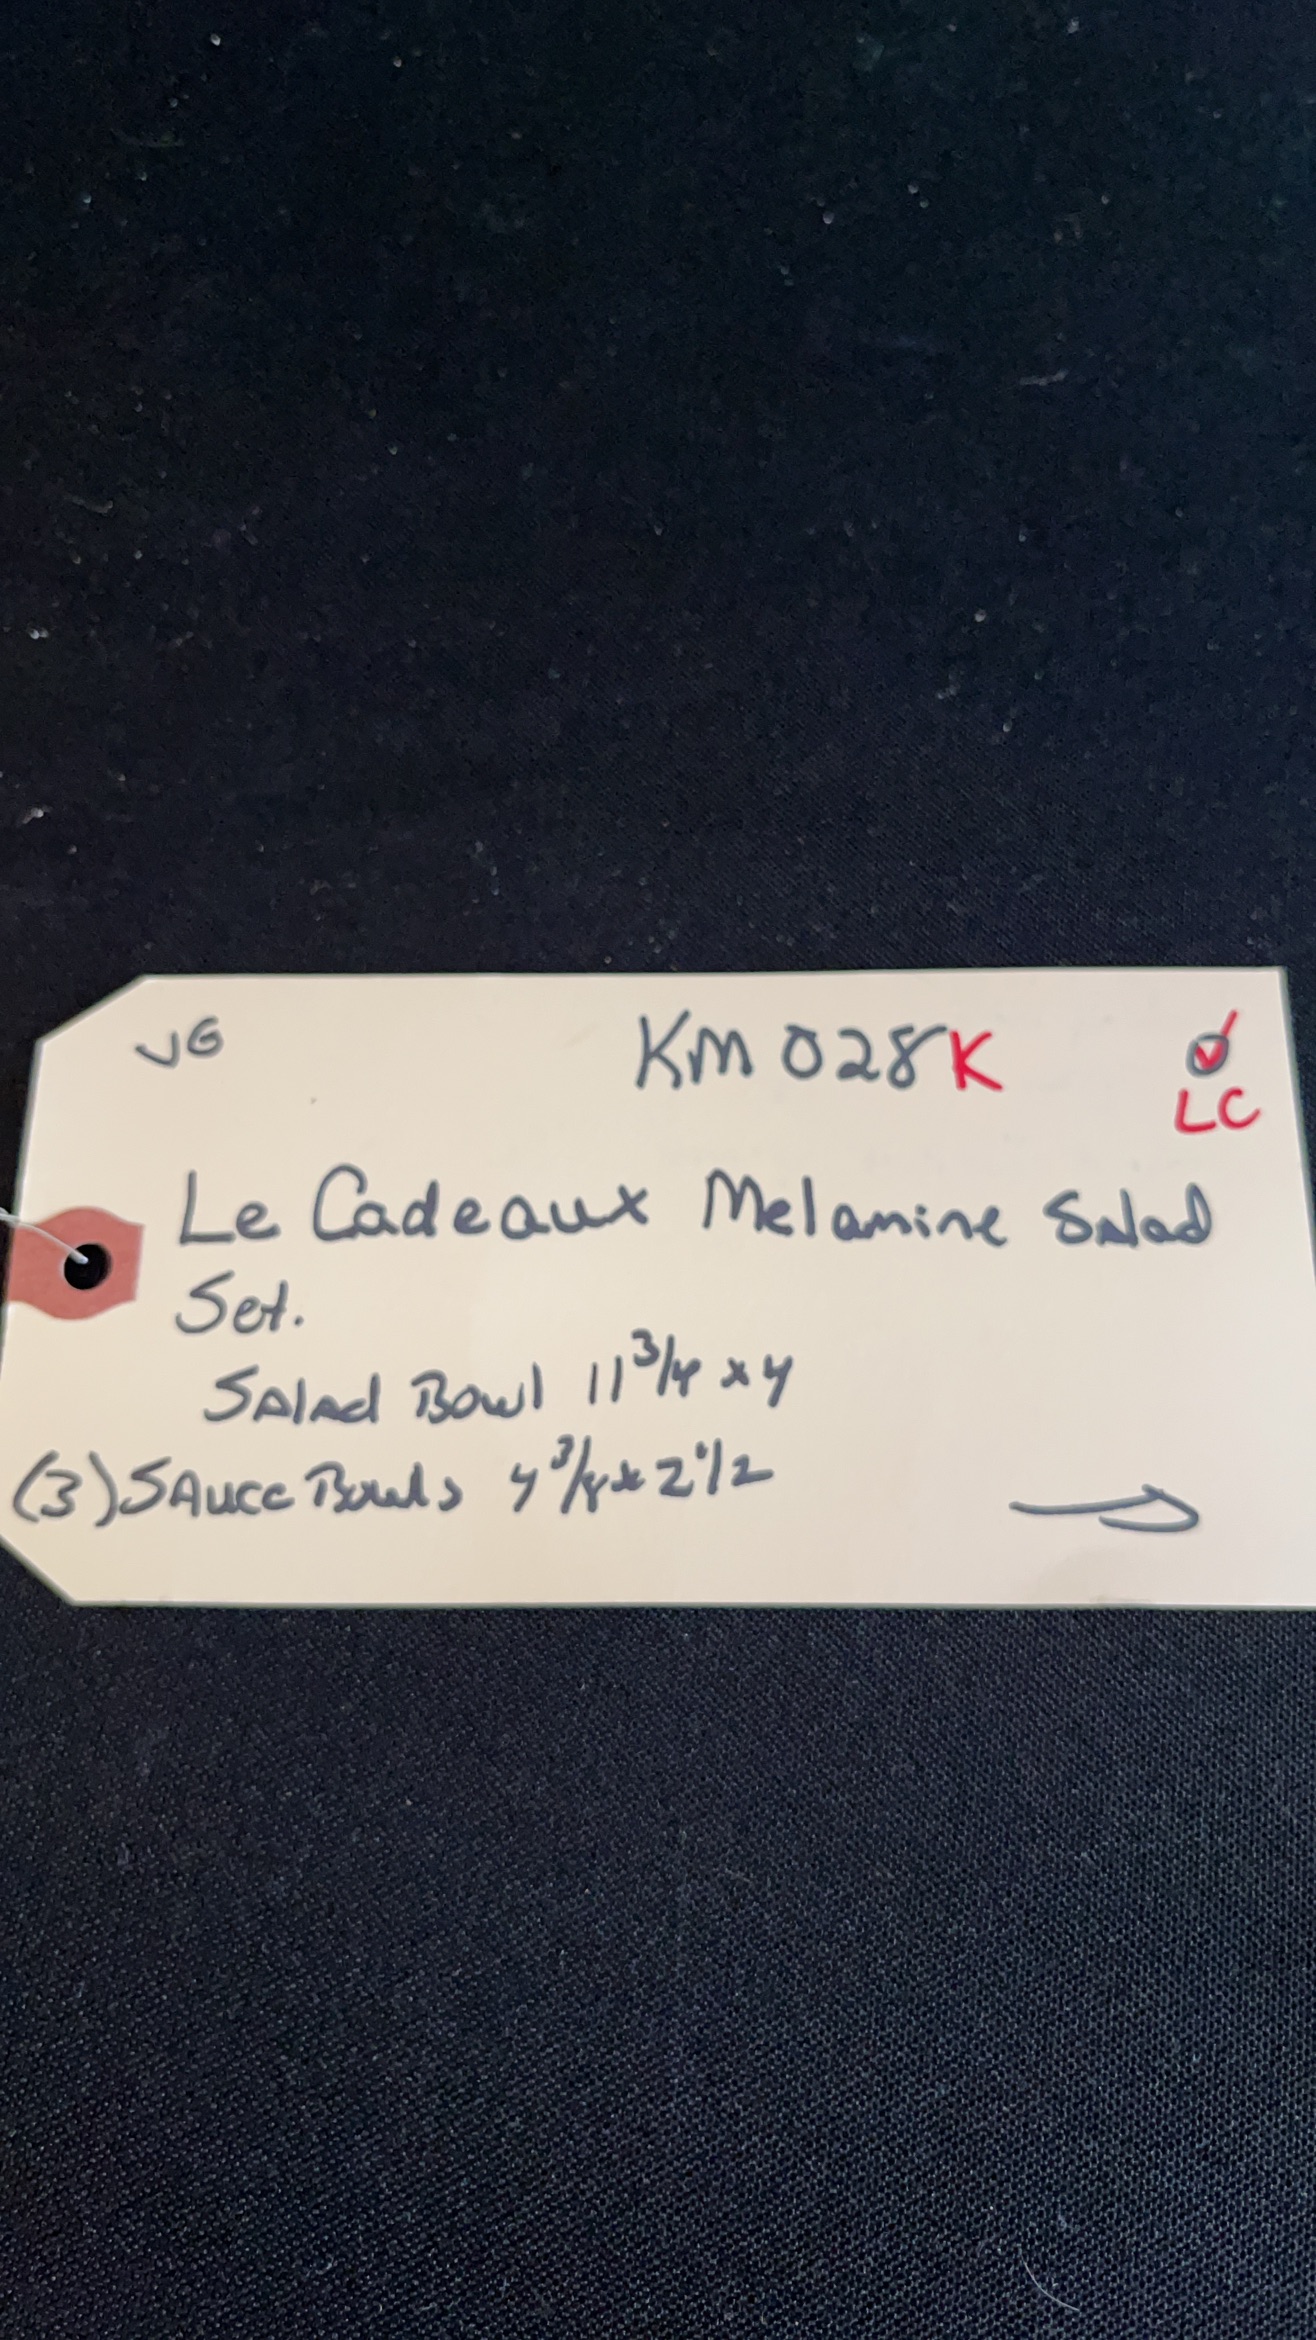 VG KM 028K
LC
Le Cadeaux Melamine Salad
Set.
Salad Bowl 11 3/4 x 4
(3) Sauce Bowls 4 3/8 x 2 1/2